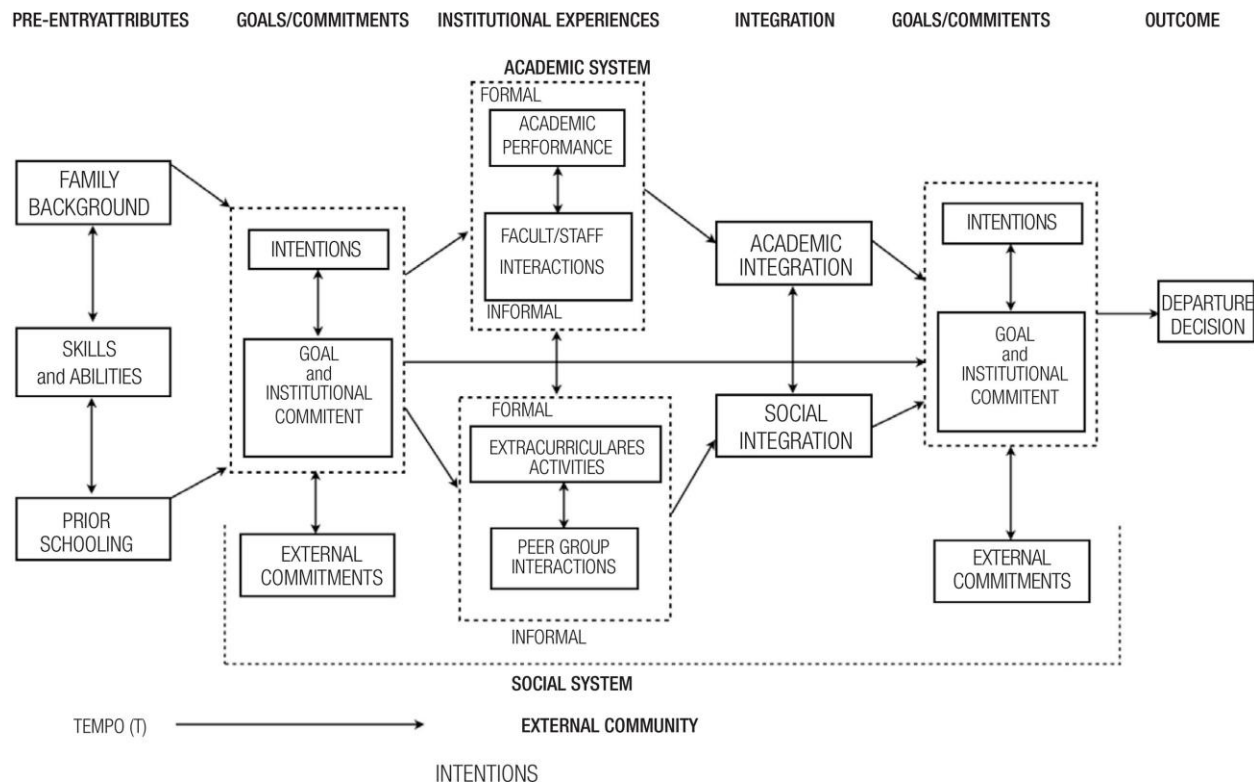 PRE-ENTRYATTRIBUTES
GOALS/COMMITMENTS
INSTITUTIONAL EXPERIENCES
INTEGRATION
GOALS/COMMITENTS
OUTCOME
FAMILY
BACKGROUND
SKILLS
and ABILITIES
PRIOR
SCHOOLING
INTENTIONS
GOAL
and
INSTITUTIONAL
COMMITENT
EXTERNAL
COMMITMENTS
ACADEMIC SYSTEM
FORMAL
ACADEMIC
PERFORMANCE
FACULT/STAFF
INTERACTIONS
INFORMAL
FORMAL
EXTRACURRICULARES
ACTIVITIES
PEER GROUP
INTERACTIONS
INFORMAL
SOCIAL SYSTEM
ACADEMIC
INTEGRATION
SOCIAL
INTEGRATION
INTENTIONS
GOAL
and
INSTITUTIONAL
COMMITENT
EXTERNAL
COMMITMENTS
DEPARTURE
DECISION
TEMPO (T)
EXTERNAL COMMUNITY
INTENTIONS